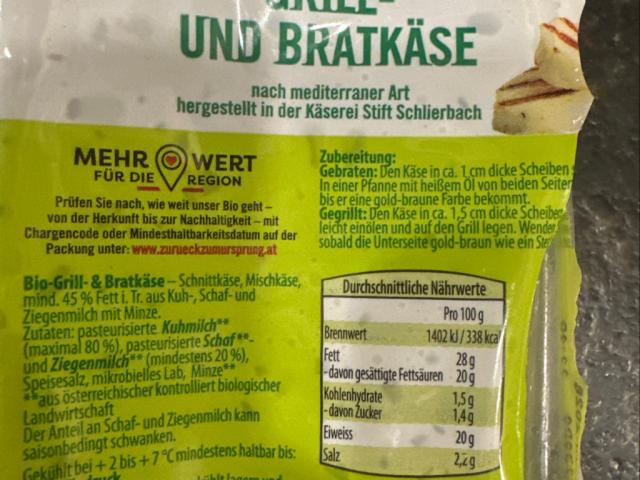 UND BRATKÄSE
nach mediterraner Art
hergestellt in der Käserei Stift Schlierbach
MEHR WERT
FÜR DIE REGION
Prüfen Sie nach, wie weit unser Bio geht –
von der Herkunft bis zur Nachhaltigkeit – mit
Chargencode oder Mindesthaltbarkeitsdatum auf der
Packung unter: www.zurueckzumursprung.at
Zubereitung:
Gebraten: Den Käse in ca. 1 cm dicke Scheiben
In einer Pfanne mit heißem Öl von beiden Seiten
bis er eine gold-braune Farbe bekommt.
Gegrillt: Den Käse in ca. 1,5 cm dicke Scheiben
leicht einölen und auf den Grill legen. Wenden
sobald die Unterseite gold-braun wie ein
Bio-Grill- & Bratkäse – Schnittkäse, Mischkäse,
mind. 45 % Fett i. Tr. aus Kuh-, Schaf- und
Ziegenmilch mit Minze.
Zutaten: pasteurisierte Kuhmilch**
(maximal 80 %), pasteurisierte Schaf**-
und Ziegenmilch** (mindestens 20 %),
Speisesalz, mikrobielles Lab, Minze**
**aus österreichischer kontrolliert biologischer
Landwirtschaft
Der Anteil an Schaf- und Ziegenmilch kann
saisonbedingt schwanken.
Gekühlt bei + 2 bis + 7 °C mindestens haltbar bis:
Durchschnittliche Nährwerte
Pro 100 g
Brennwert 1402 kJ / 338 kcal
Fett 28 g
- davon gesättigte Fettsäuren 20 g
Kohlenhydrate 1,5 g
- davon Zucker 1,4 g
Eiweiss 20 g
Salz 2,2 g